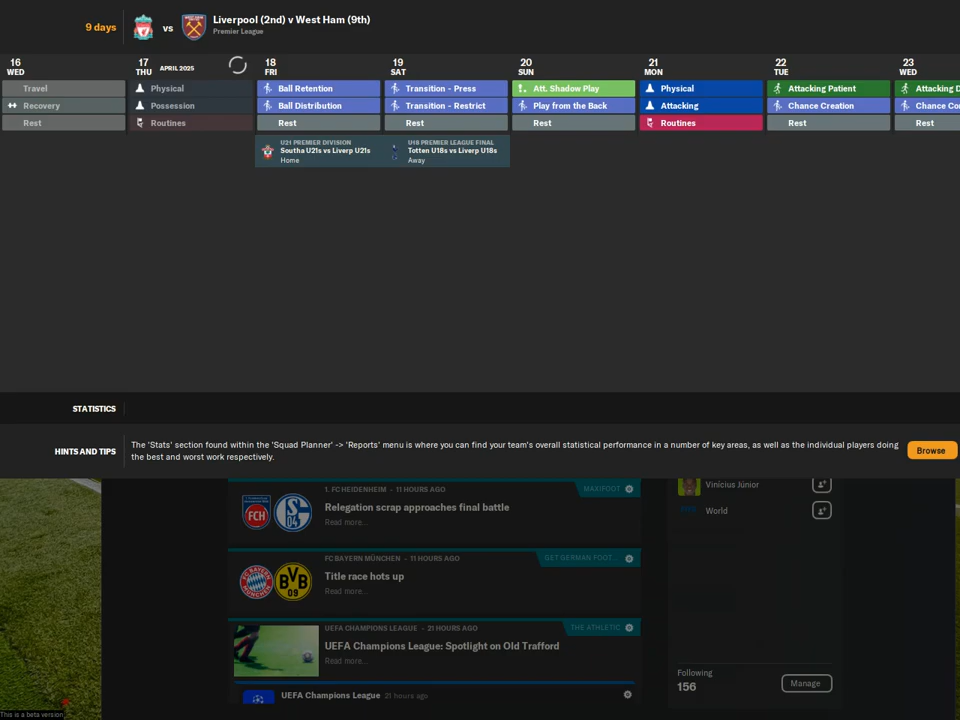 9 days
vs
Liverpool (2nd) v West Ham (9th)
Premier League
16
WED
17
THU
APRIL 2025
18
FRI
19
SAT
20
SUN
21
MON
22
TUE
23
WED
Travel
Physical
Ball Retention
Transition - Press
Att. Shadow Play
Physical
Attacking Patient
Attacking D
Recovery
Possession
Ball Distribution
Transition - Restrict
Play from the Back
Attacking
Chance Creation
Chance Co
Rest
Routines
Rest
Rest
Rest
Routines
Rest
Rest
U21 PREMIER DIVISION
Southa U21s vs Liverp U21s
Home
U18 PREMIER LEAGUE FINAL
Totten U18s vs Liverp U18s
Away
STATISTICS
HINTS AND TIPS
The 'Stats' section found within the 'Squad Planner' -> 'Reports' menu is where you can find your team's overall statistical performance in a number of key areas, as well as the individual players doing
the best and worst work respectively.
Browse
1. FC HEIDENHEIM - 11 HOURS AGO
MAXIFOOT
Relegation scrap approaches final battle
Read more...
FC BAYERN MÜNCHEN - 11 HOURS AGO
GET GERMAN FOOT...
Title race hots up
Read more...
UEFA CHAMPIONS LEAGUE - 21 HOURS AGO
THE ATHLETIC
UEFA Champions League: Spotlight on Old Trafford
Read more...
UEFA Champions League 21 hours ago
Vinícius Júnior
World
Following
156
Manage
This is a beta version